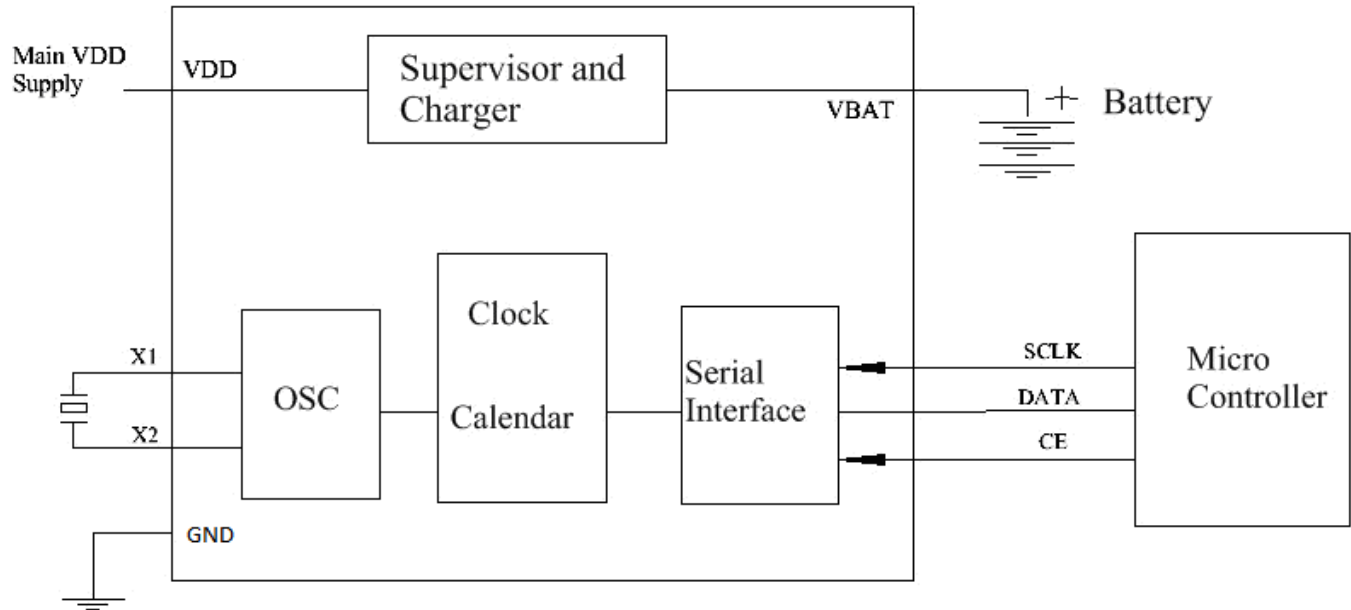 Main VDD
Supply
VDD
Supervisor and
Charger
VBAT
+ Battery
X1
X2
OSC
Clock
Calendar
Serial
Interface
SCLK
DATA
CE
Micro
Controller
GND